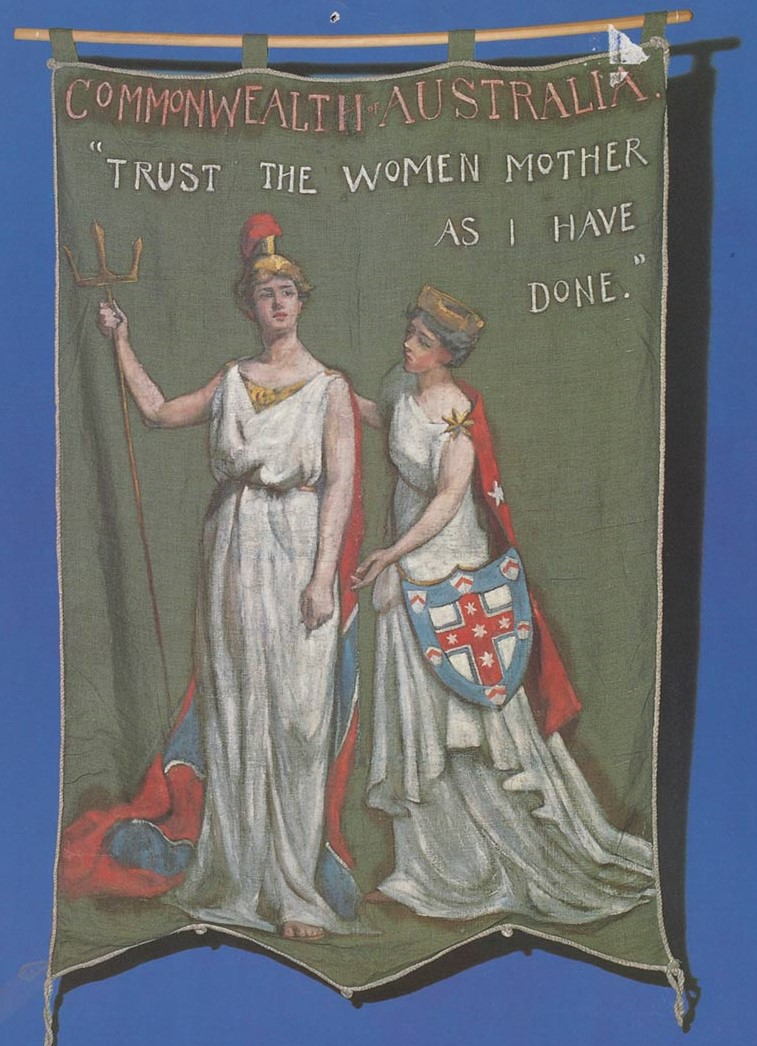 COMMONWEALTH of AUSTRALIA.
"TRUST THE WOMEN MOTHER
AS I HAVE
DONE."